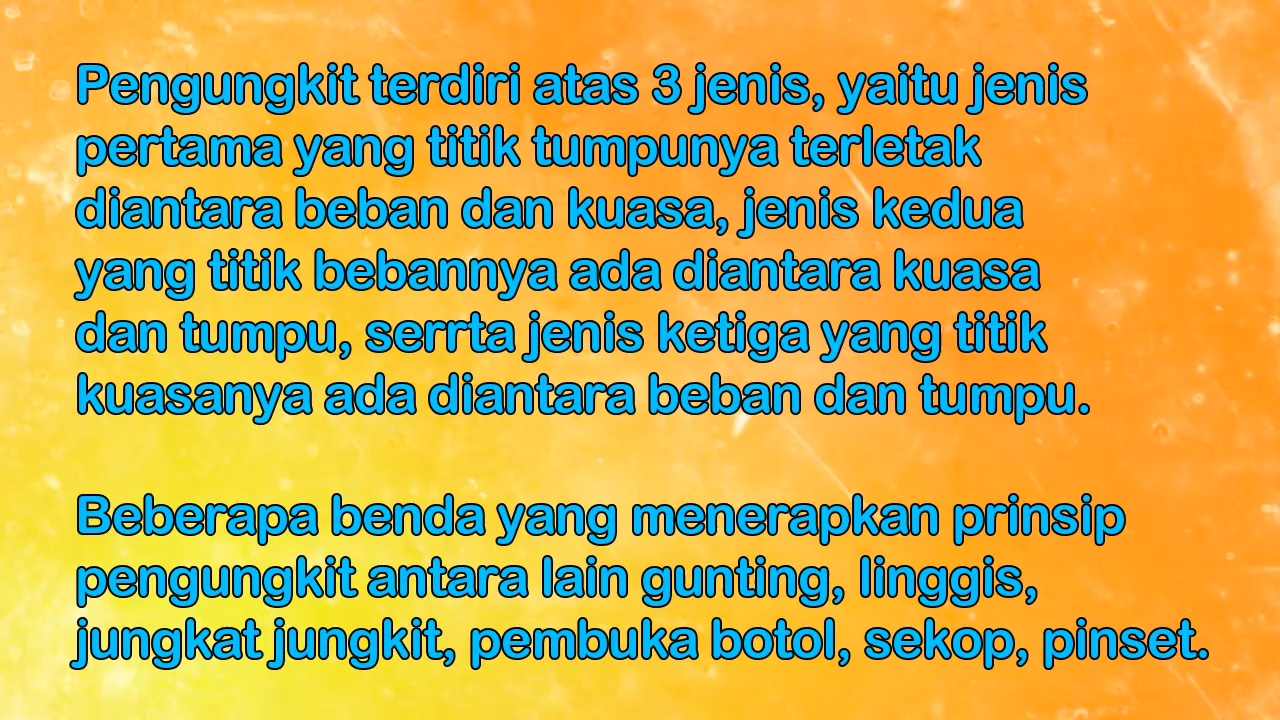 Pengungkit terdiri atas 3 jenis, yaitu jenis
pertama yang titik tumpunya terletak
diantara beban dan kuasa, jenis kedua
yang titik bebannya ada diantara kuasa
dan tumpu, serrta jenis ketiga yang titik
kuasanya ada diantara beban dan tumpu.
Beberapa benda yang menerapkan prinsip
pengungkit antara lain gunting, linggis,
jungkat jungkit, pembuka botol, sekop, pinset.